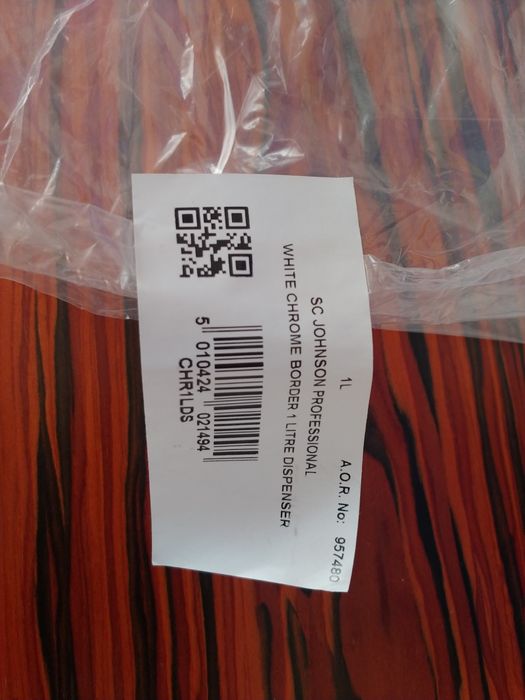 A.O.R. No: 957480
1L
SC JOHNSON PROFESSIONAL
WHITE CHROME BORDER 1 LITRE DISPENSER
5 010424 021494
CHR1LDS